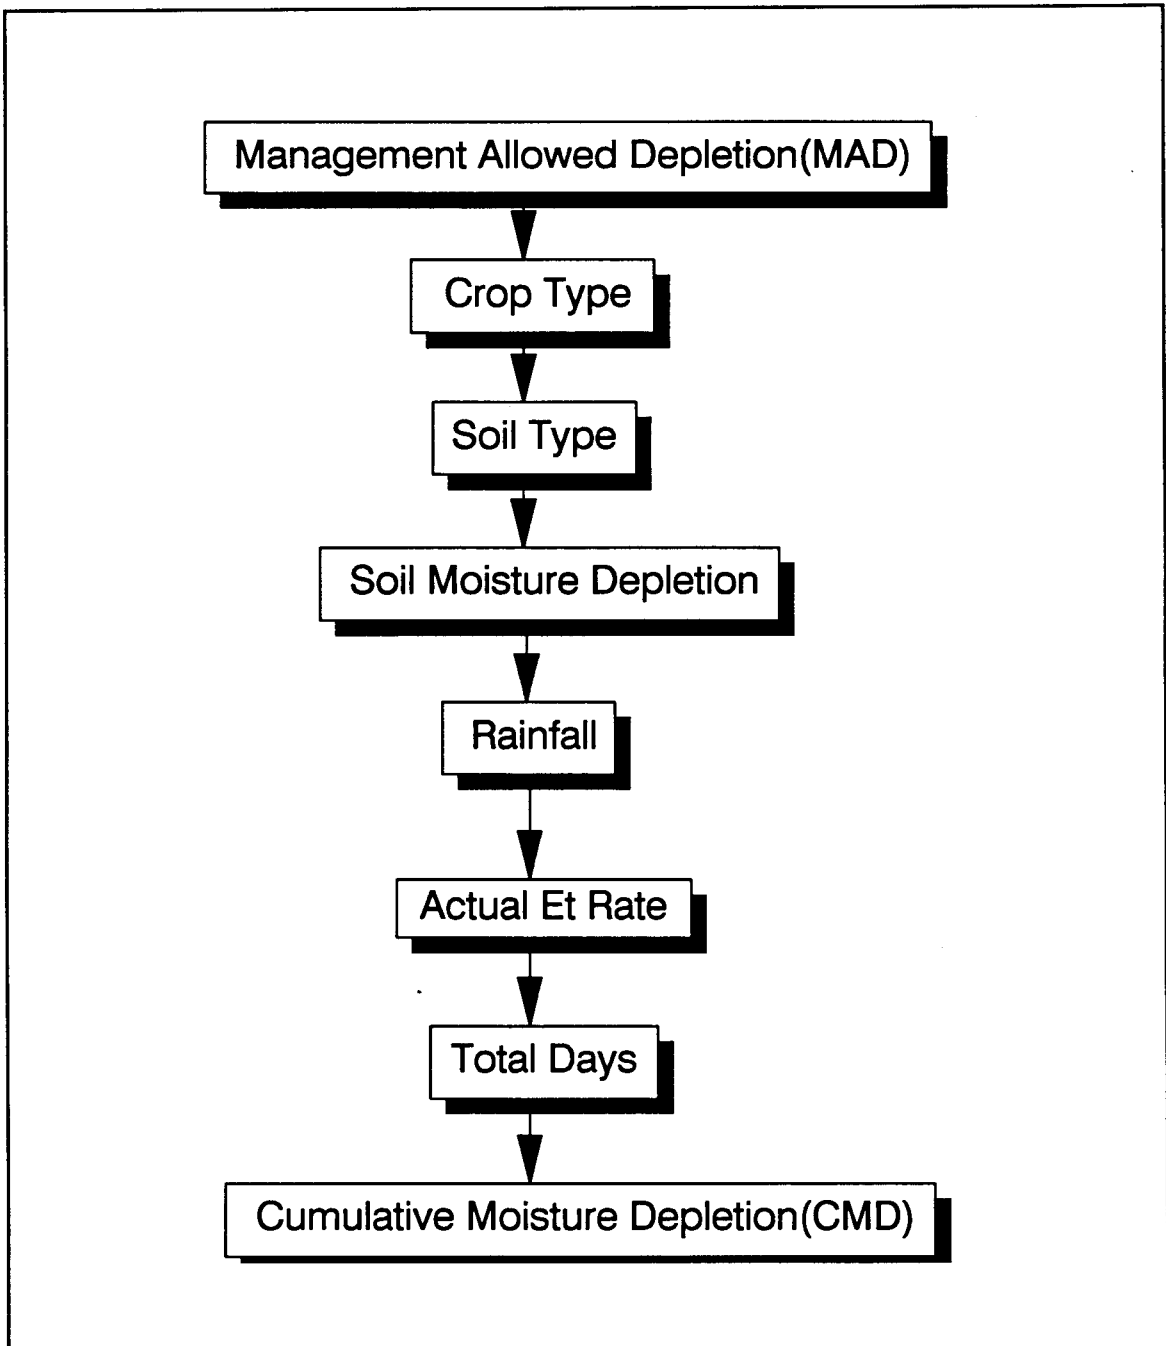 Management Allowed Depletion(MAD)
Crop Type
Soil Type
Soil Moisture Depletion
Rainfall
Actual Et Rate
Total Days
Cumulative Moisture Depletion(CMD)